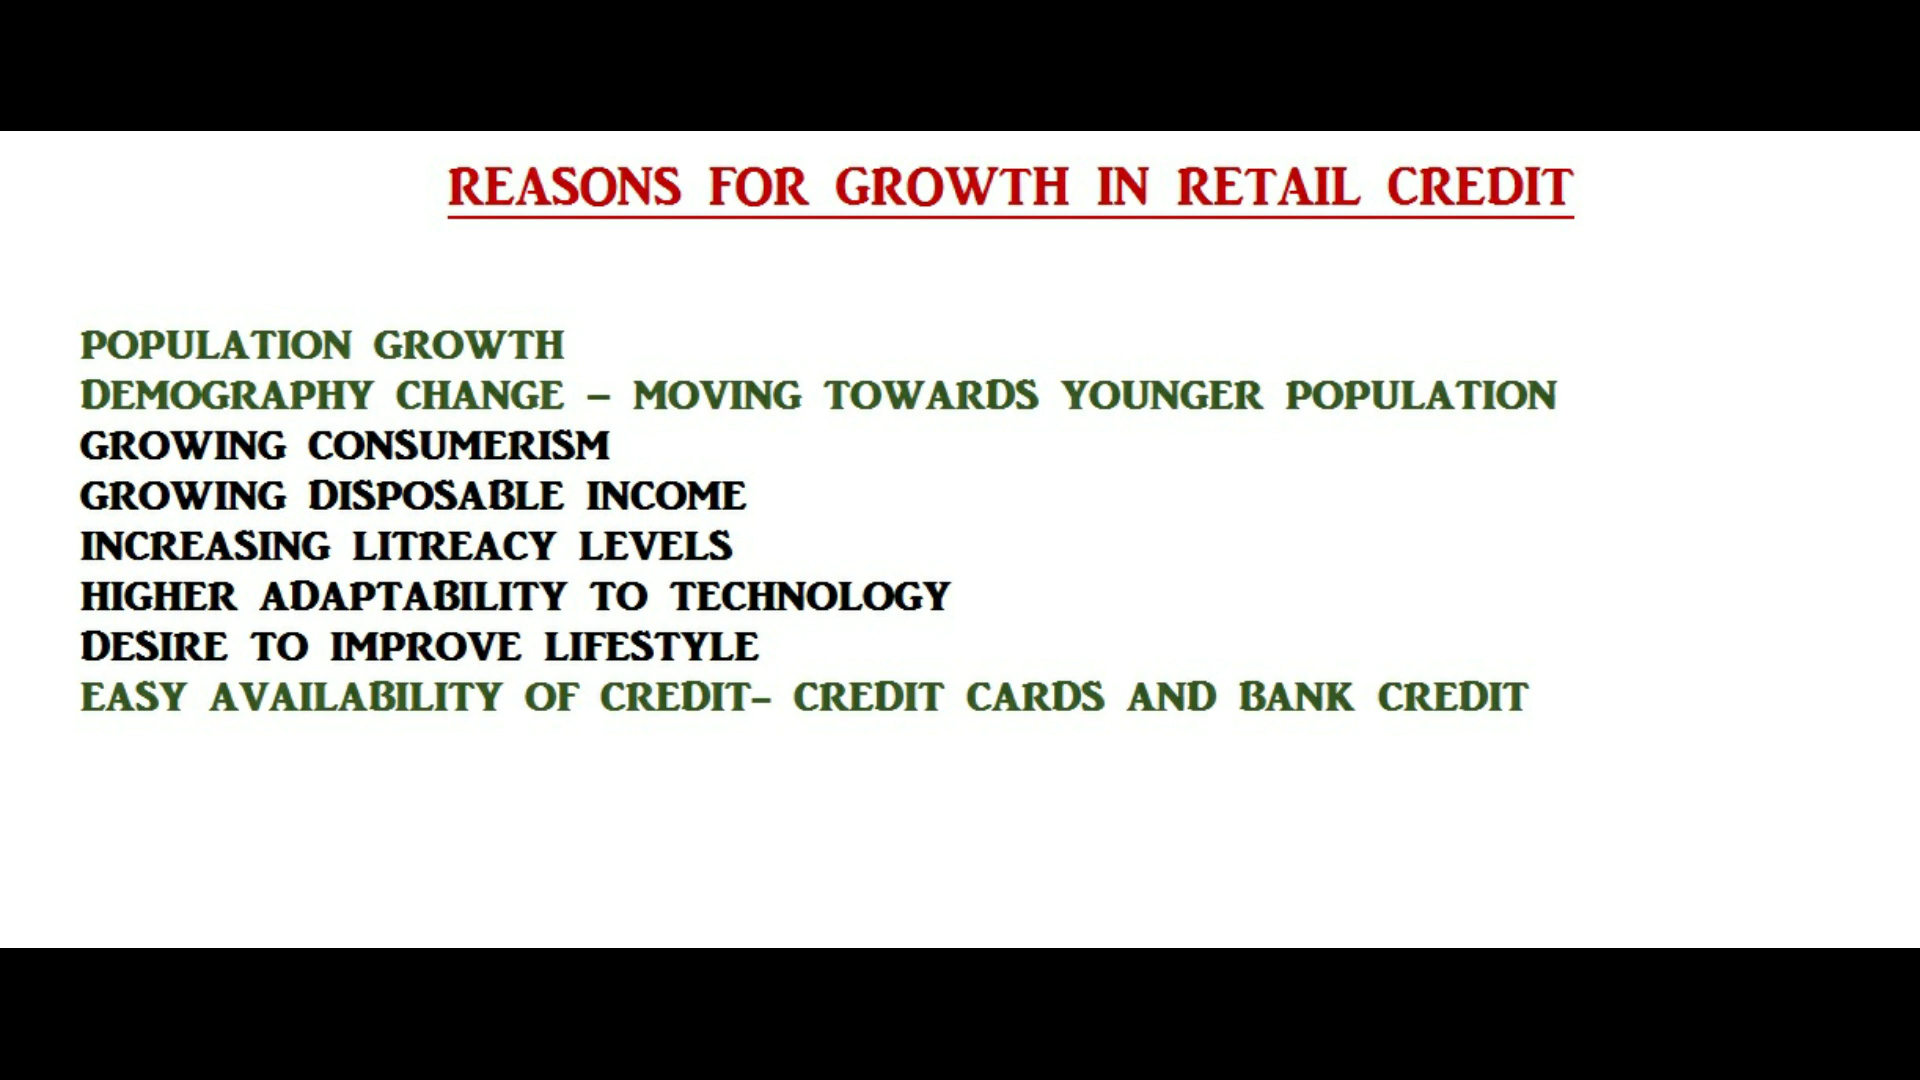 REASONS FOR GROWTH IN RETAIL CREDIT
POPULATION GROWTH
DEMOGRAPHY CHANGE – MOVING TOWARDS YOUNGER POPULATION
GROWING CONSUMERISM
GROWING DISPOSABLE INCOME
INCREASING LITREACY LEVELS
HIGHER ADAPTABILITY TO TECHNOLOGY
DESIRE TO IMPROVE LIFESTYLE
EASY AVAILABILITY OF CREDIT– CREDIT CARDS AND BANK CREDIT